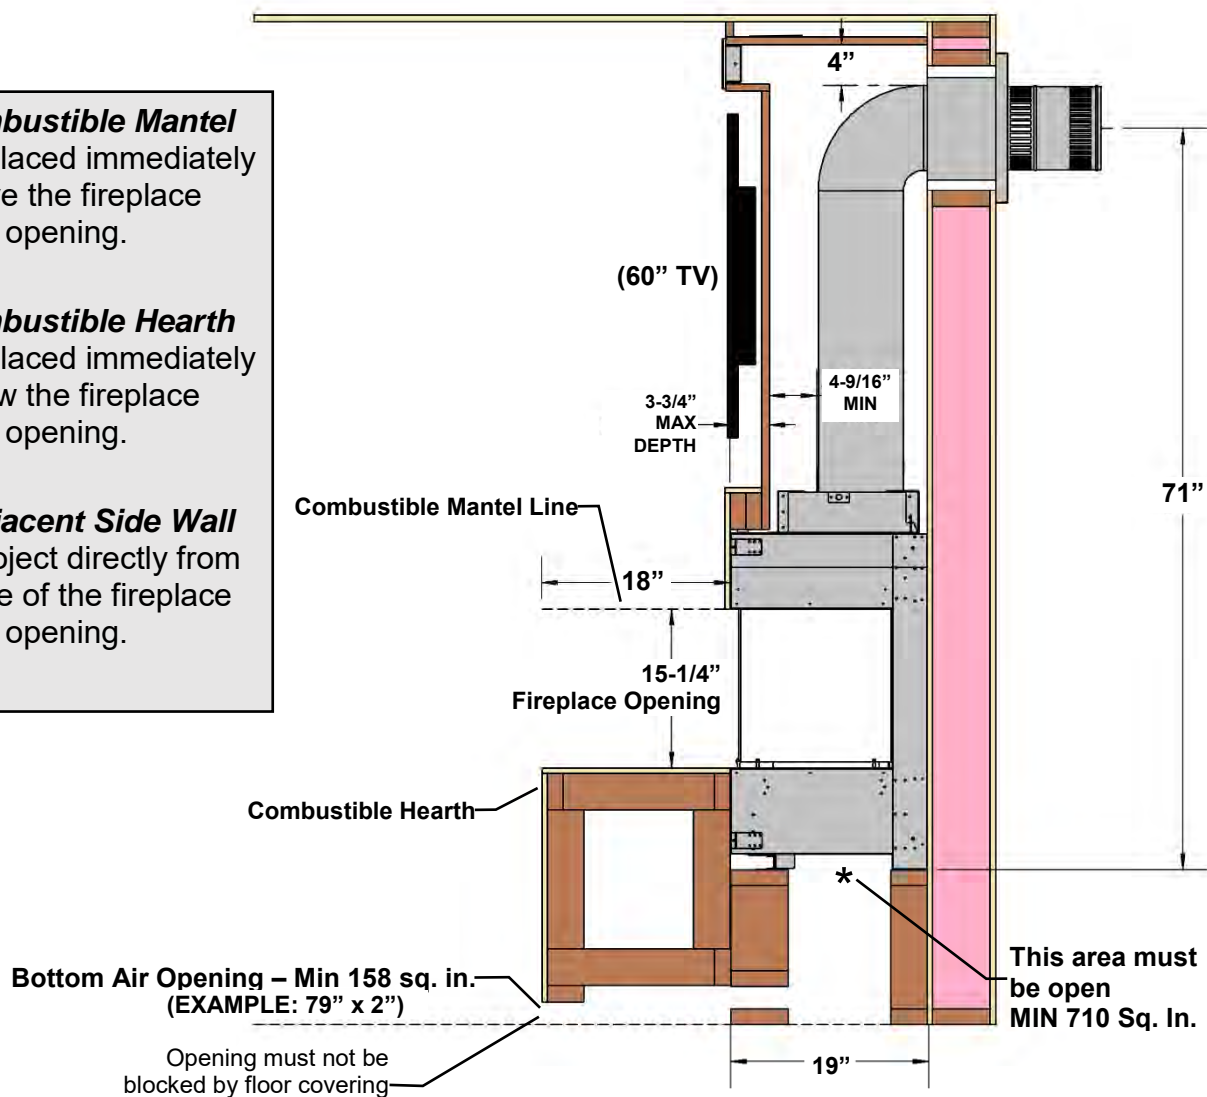 4”
bustible Mantel
laced immediately
e the fireplace
opening.
(60” TV)
bustible Hearth
laced immediately
w the fireplace
opening.
4-9/16”
MIN
3-3/4”
MAX
DEPTH
acent Side Wall
oject directly from
e of the fireplace
opening.
Combustible Mantel Line
71”
18”
15-1/4”
Fireplace Opening
Combustible Hearth
*
Bottom Air Opening – Min 158 sq. in.
(EXAMPLE: 79” x 2”)
Opening must not be
blocked by floor covering
This area must
be open
MIN 710 Sq. In.
19”